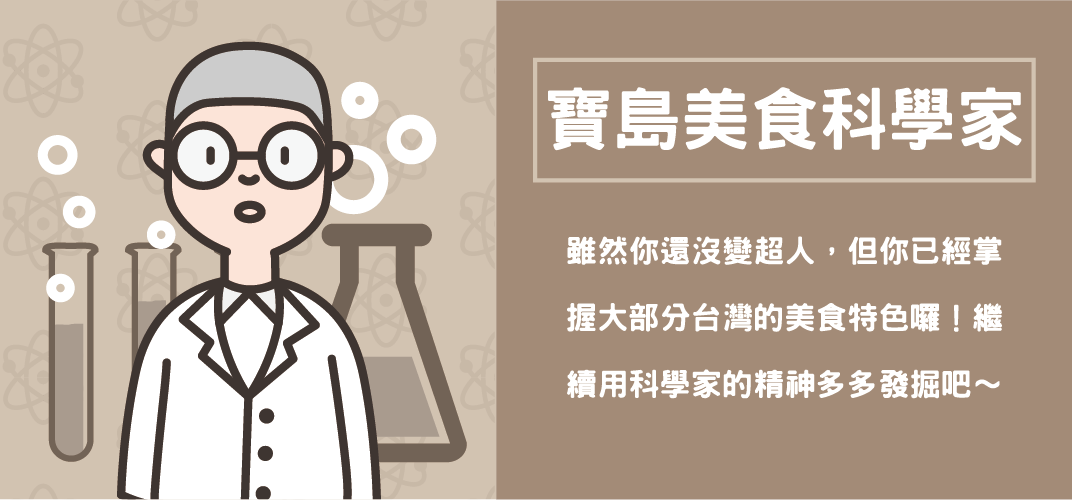 寶島美食科學家
雖然你還沒變超人，但你已經掌
握大部分台灣的美食特色囉！繼
續用科學家的精神多多發掘吧～